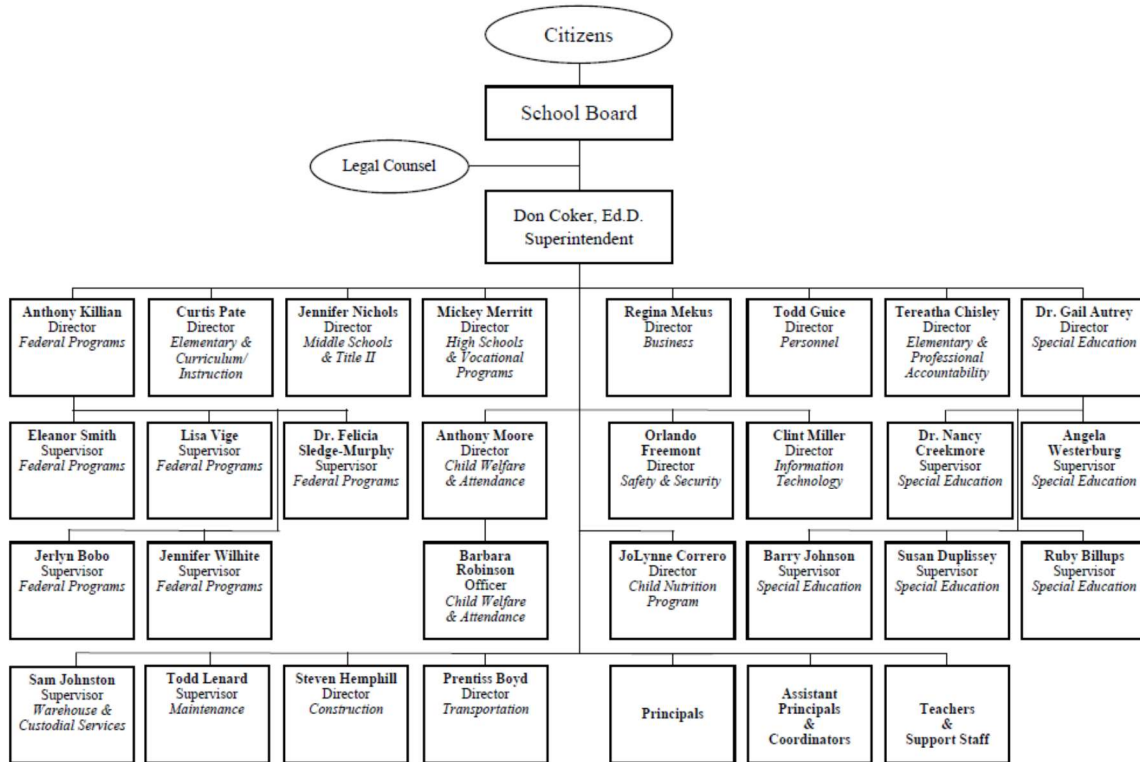 Citizens
School Board
Legal Counsel
Don Coker, Ed.D.
Superintendent
Anthony Killian
Director
Federal Programs
Curtis Pate
Director
Elementary &
Curriculum/
Instruction
Jennifer Nichols
Director
Middle Schools
& Title II
Mickey Merritt
Director
High Schools
& Vocational
Programs
Regina Mekus
Director
Business
Todd Guice
Director
Personnel
Tereatha Chisley
Director
Elementary &
Professional
Accountability
Dr. Gail Autrey
Director
Special Education
Eleanor Smith
Supervisor
Federal Programs
Lisa Vige
Supervisor
Federal Programs
Dr. Felicia
Sledge-Murphy
Supervisor
Federal Programs
Anthony Moore
Director
Child Welfare
& Attendance
Orlando
Freemont
Director
Safety & Security
Clint Miller
Director
Information
Technology
Dr. Nancy
Creekmore
Supervisor
Special Education
Angela
Westerburg
Supervisor
Special Education
Jerlyn Bobo
Supervisor
Federal Programs
Jennifer Wilhite
Supervisor
Federal Programs
Barbara
Robinson
Officer
Child Welfare
& Attendance
JoLynne Correro
Director
Child Nutrition
Program
Barry Johnson
Supervisor
Special Education
Susan Duplissey
Supervisor
Special Education
Ruby Billups
Supervisor
Special Education
Sam Johnston
Supervisor
Warehouse &
Custodial Services
Todd Lenard
Supervisor
Maintenance
Steven Hemphill
Director
Construction
Prentiss Boyd
Director
Transportation
Principals
Assistant
Principals
&
Coordinators
Teachers
&
Support Staff